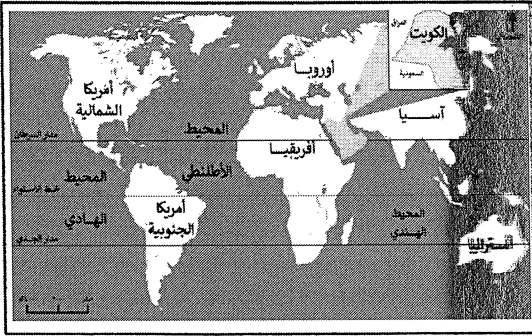 العراق
الكويت
السعودية
أوروبا
آسيا
أمريكا
الشمالية
المحيط
الأطلنطي
أفريقيا
مدار السرطان
المحيط
الهادي
خط الاستواء
أمريكا
الجنوبية
المحيط
الهندي
مدار الجدي
أستراليا